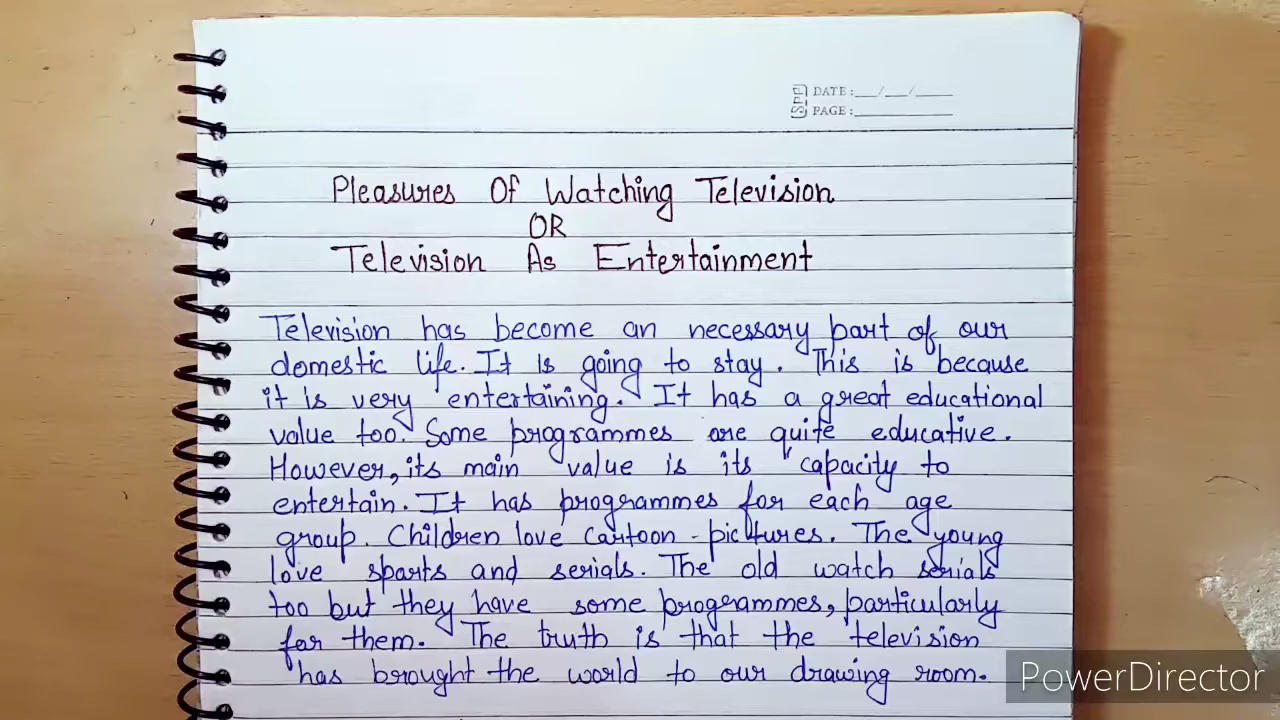 DATE:__/__/____
PAGE:__________
Pleasures Of Watching Television
OR
Television As Entertainment
Television has become an necessary part of our
domestic life. It is going to stay. This is because
it is very entertaining. It has a great educational
value too. Some programmes are quite educative.
However, its main value is its capacity to
entertain. It has programmes for each age
group. Children love cartoon-pictures. The young
love sports and serials. The old watch serials
too but they have some programmes, particularly
for them. The truth is that the television
has brought the world to our drawing room.
PowerDirector